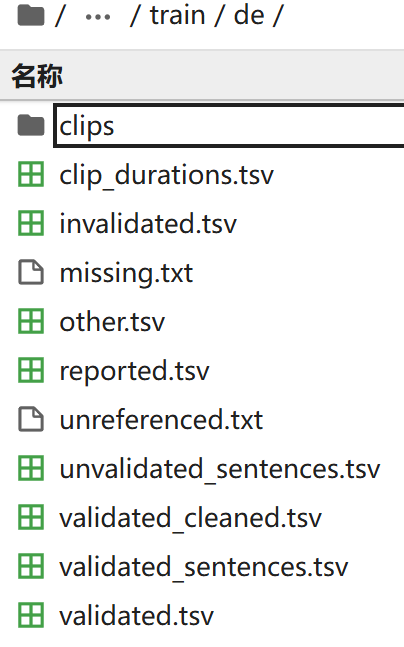 / ... / train / de /
名称
clips
clip_durations.tsv
invalidated.tsv
missing.txt
other.tsv
reported.tsv
unreferenced.txt
unvalidated_sentences.tsv
validated_cleaned.tsv
validated_sentences.tsv
validated.tsv